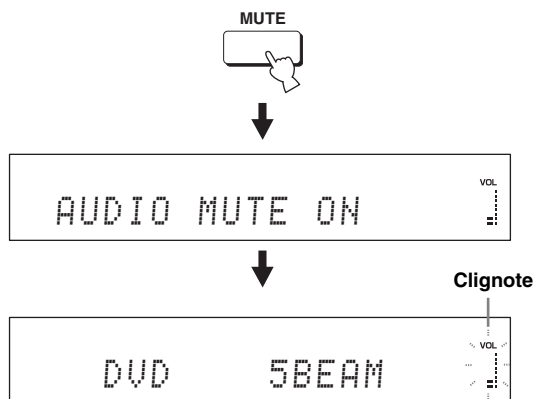 MUTE
VOL
AUDIO MUTE ON
Clignote
VOL
DVD 5BEAM